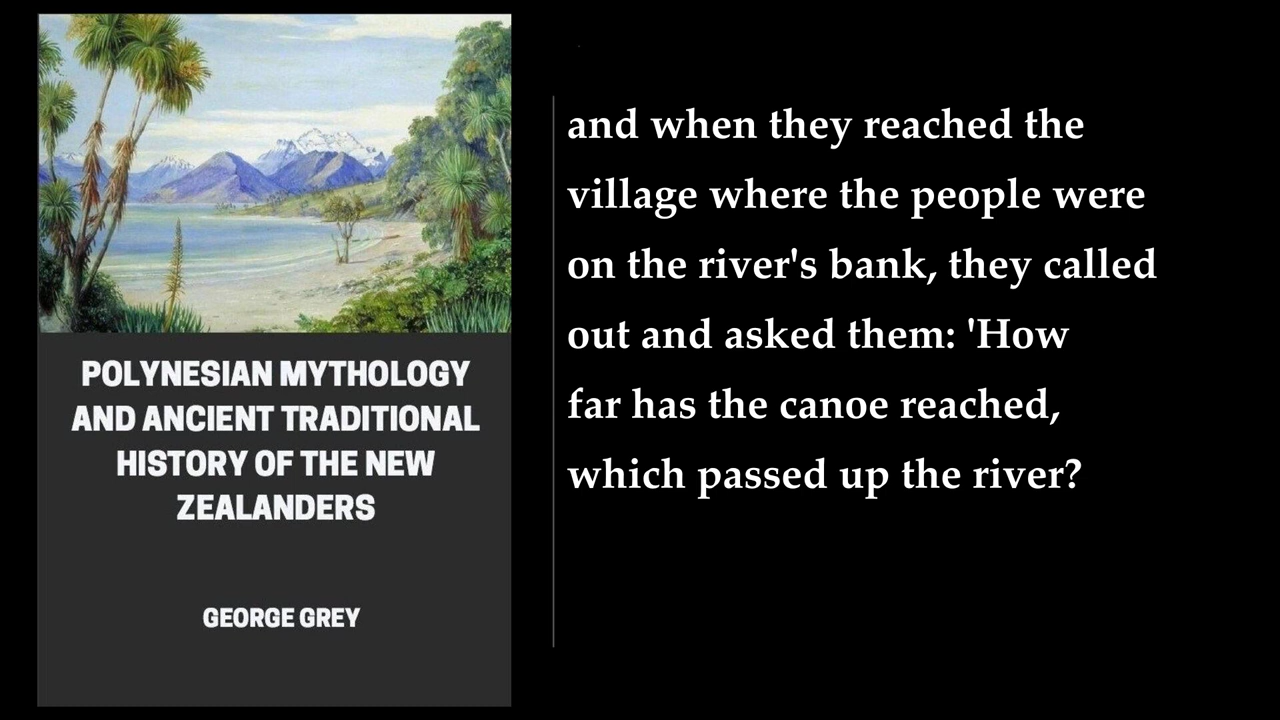 POLYNESIAN MYTHOLOGY
AND ANCIENT TRADITIONAL
HISTORY OF THE NEW
ZEALANDERS
GEORGE GREY
and when they reached the
village where the people were
on the river's bank, they called
out and asked them: 'How
far has the canoe reached,
which passed up the river?